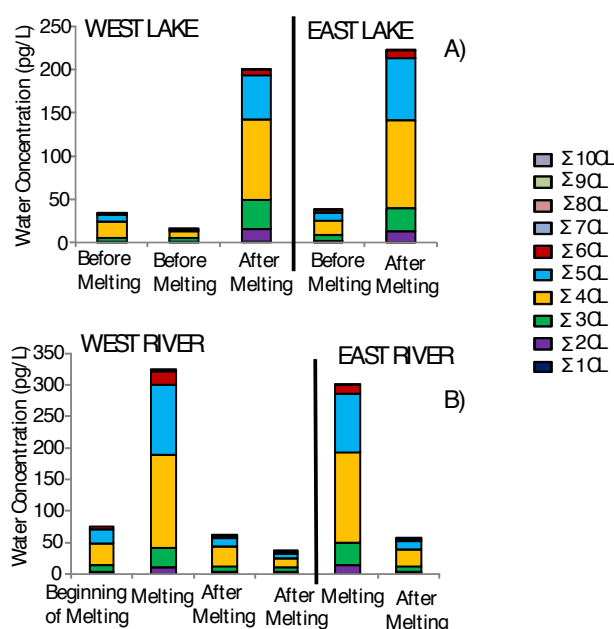 WEST LAKE
EAST LAKE
A)
Water Concentration (pg/L)
250
200
150
100
50
0
Before
Melting
Before
Melting
After
Melting
Before
Melting
After
Melting
Σ10CL
Σ9CL
Σ8CL
Σ7CL
Σ6CL
Σ5CL
Σ4CL
Σ3CL
Σ2CL
Σ1CL
WEST RIVER
EAST RIVER
B)
Water Concentration (pg/L)
350
300
250
200
150
100
50
0
Beginning
of Melting
Melting
After
Melting
After
Melting
Melting
After
Melting